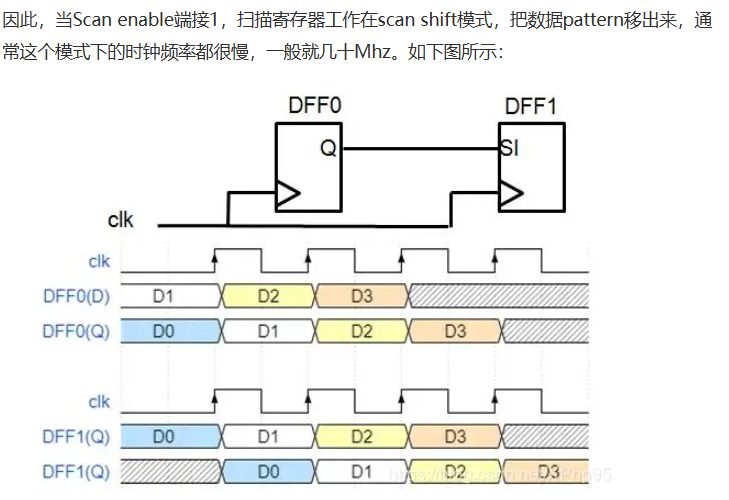 因此，当Scan enable端接1，扫描寄存器工作在scan shift模式，把数据pattern移出来，通
常这个模式下的时钟频率都很慢，一般就几十Mhz。如下图所示：
DFF0 DFF1
Q SI
clk
clk
DFF0(D) D1 D2 D3
DFF0(Q) D0 D1 D2 D3
clk
DFF1(Q) D0 D1 D2 D3
DFF1(Q) D0 D1 D2 D3